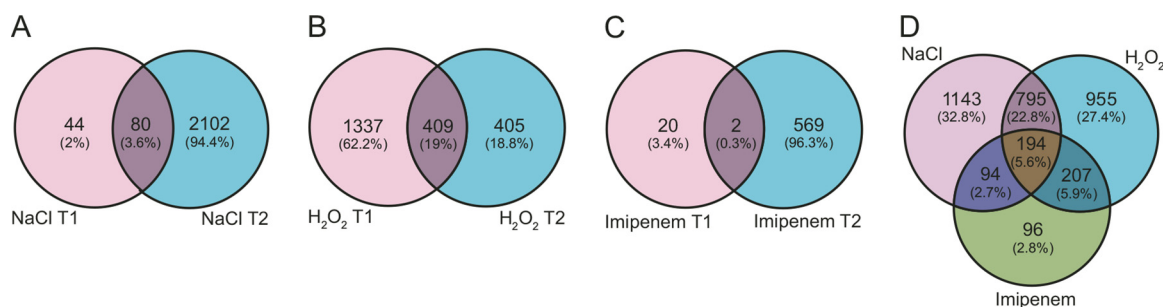 A
44
(2%)
80
(3.6%)
2102
(94.4%)
NaCl T1
NaCl T2
B
1337
(62.2%)
409
(19%)
405
(18.8%)
H₂O₂ T1
H₂O₂ T2
C
20
(3.4%)
2
(0.3%)
569
(96.3%)
Imipenem T1
Imipenem T2
D
NaCl
H₂O₂
1143
(32.8%)
795
(22.8%)
955
(27.4%)
194
(5.6%)
94
(2.7%)
207
(5.9%)
96
(2.8%)
Imipenem